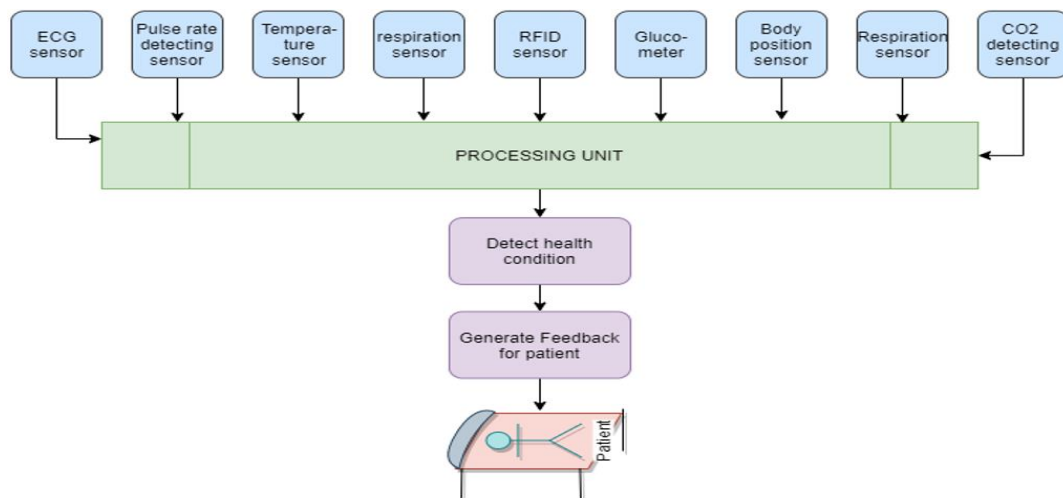 ECG
sensor
Pulse rate
detecting
sensor
Tempera-
ture
sensor
respiration
sensor
RFID
sensor
Gluco-
meter
Body
position
sensor
Respiration
sensor
CO2
detecting
sensor
PROCESSING UNIT
Detect health
condition
Generate Feedback
for patient
Patient